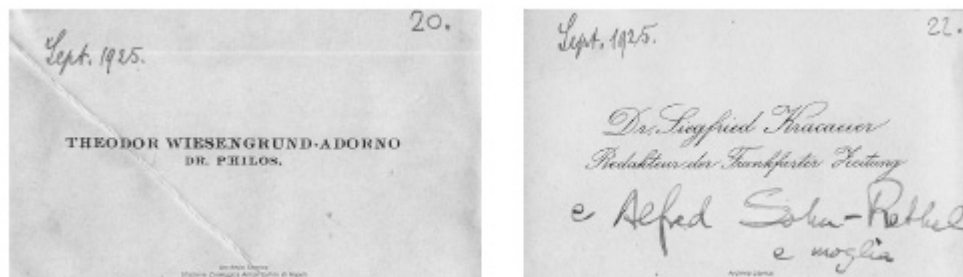 20.
Sept. 1925.
THEODOR WIESENGRUND-ADORNO
DR. PHILOS.
22.
Sept. 1925.
Dr. Siegfried Kracauer
Redakteur der Frankfurter Zeitung
e Alfred Sohn-Rethel
e moglie